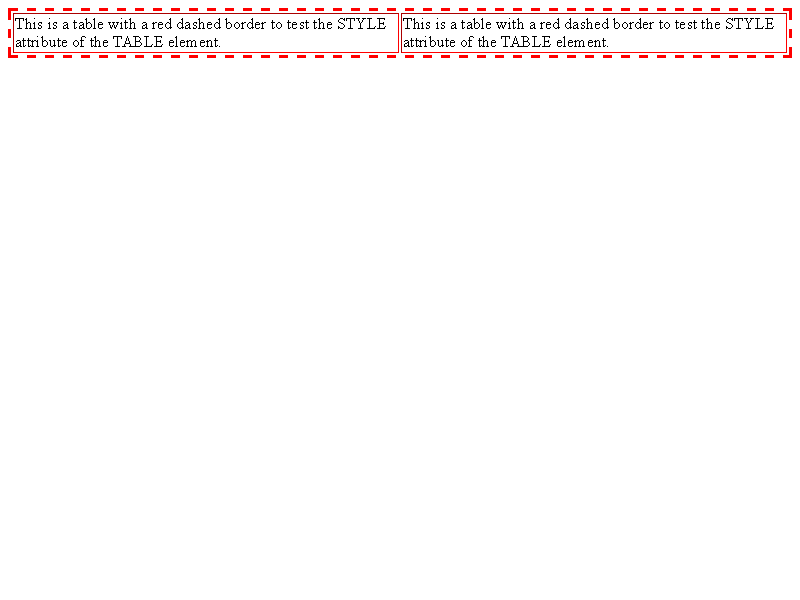 This is a table with a red dashed border to test the STYLE
attribute of the TABLE element.
This is a table with a red dashed border to test the STYLE
attribute of the TABLE element.